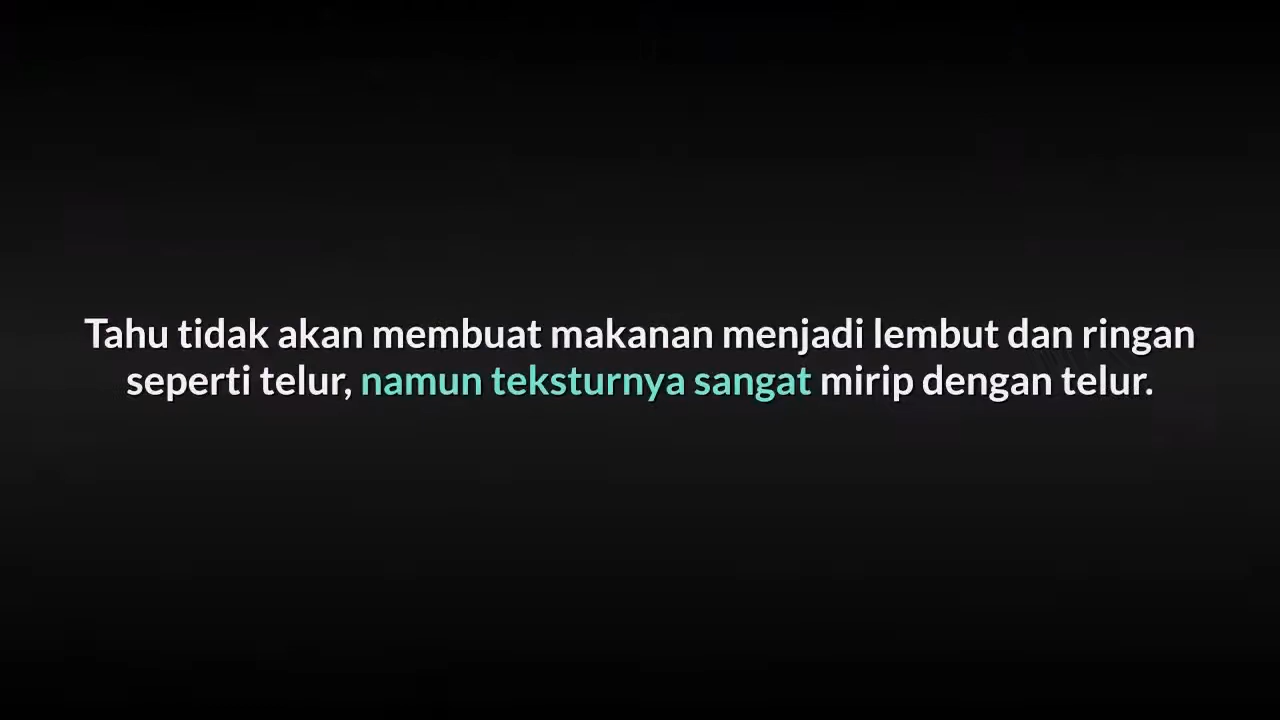 Tahu tidak akan membuat makanan menjadi lembut dan ringan
seperti telur, namun teksturnya sangat mirip dengan telur.